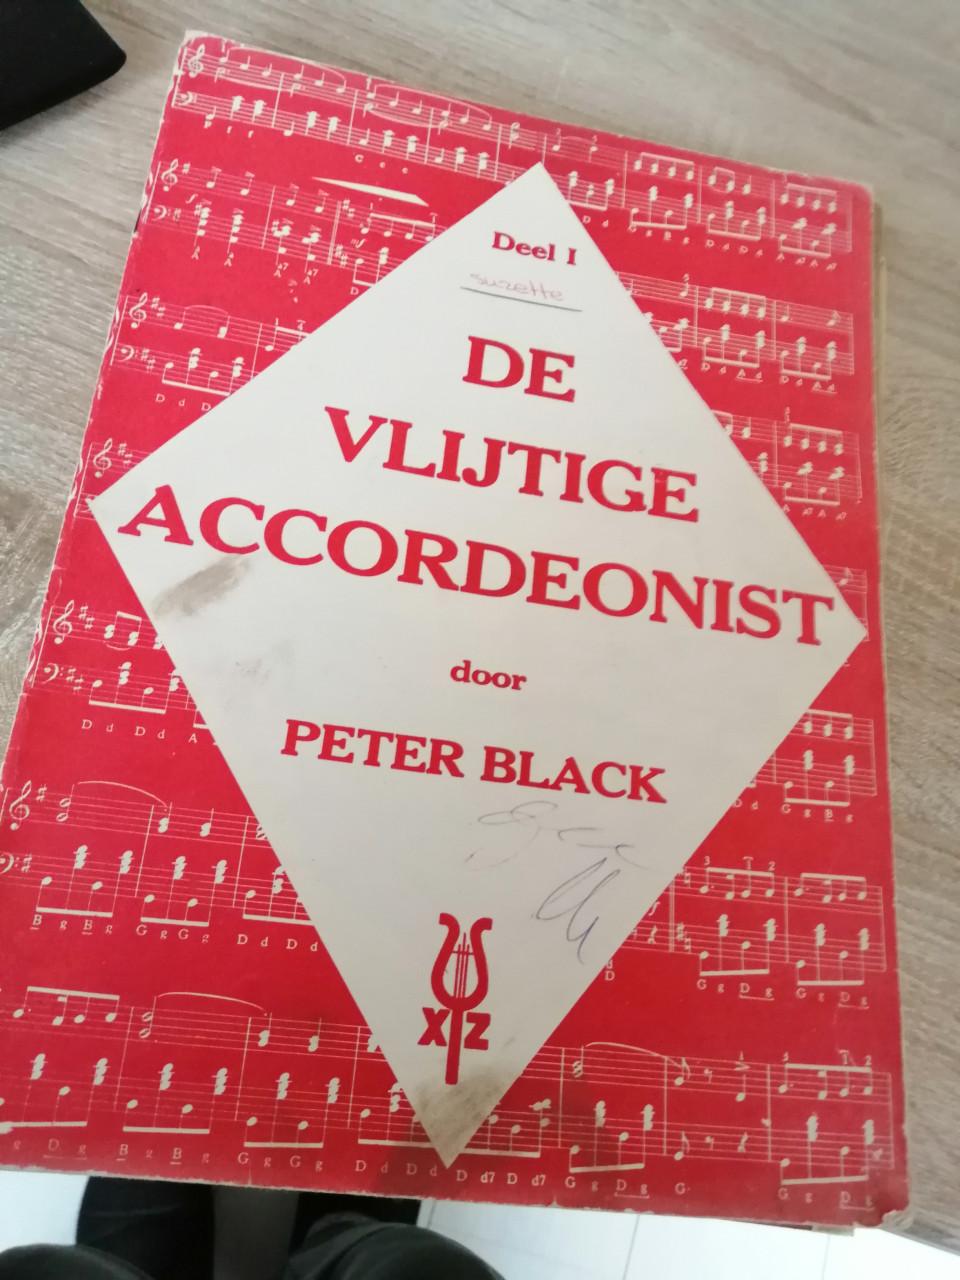 Deel I
suzette
DE
VLIJTIGE
ACCORDEONIST
door
PETER BLACK
XYZ